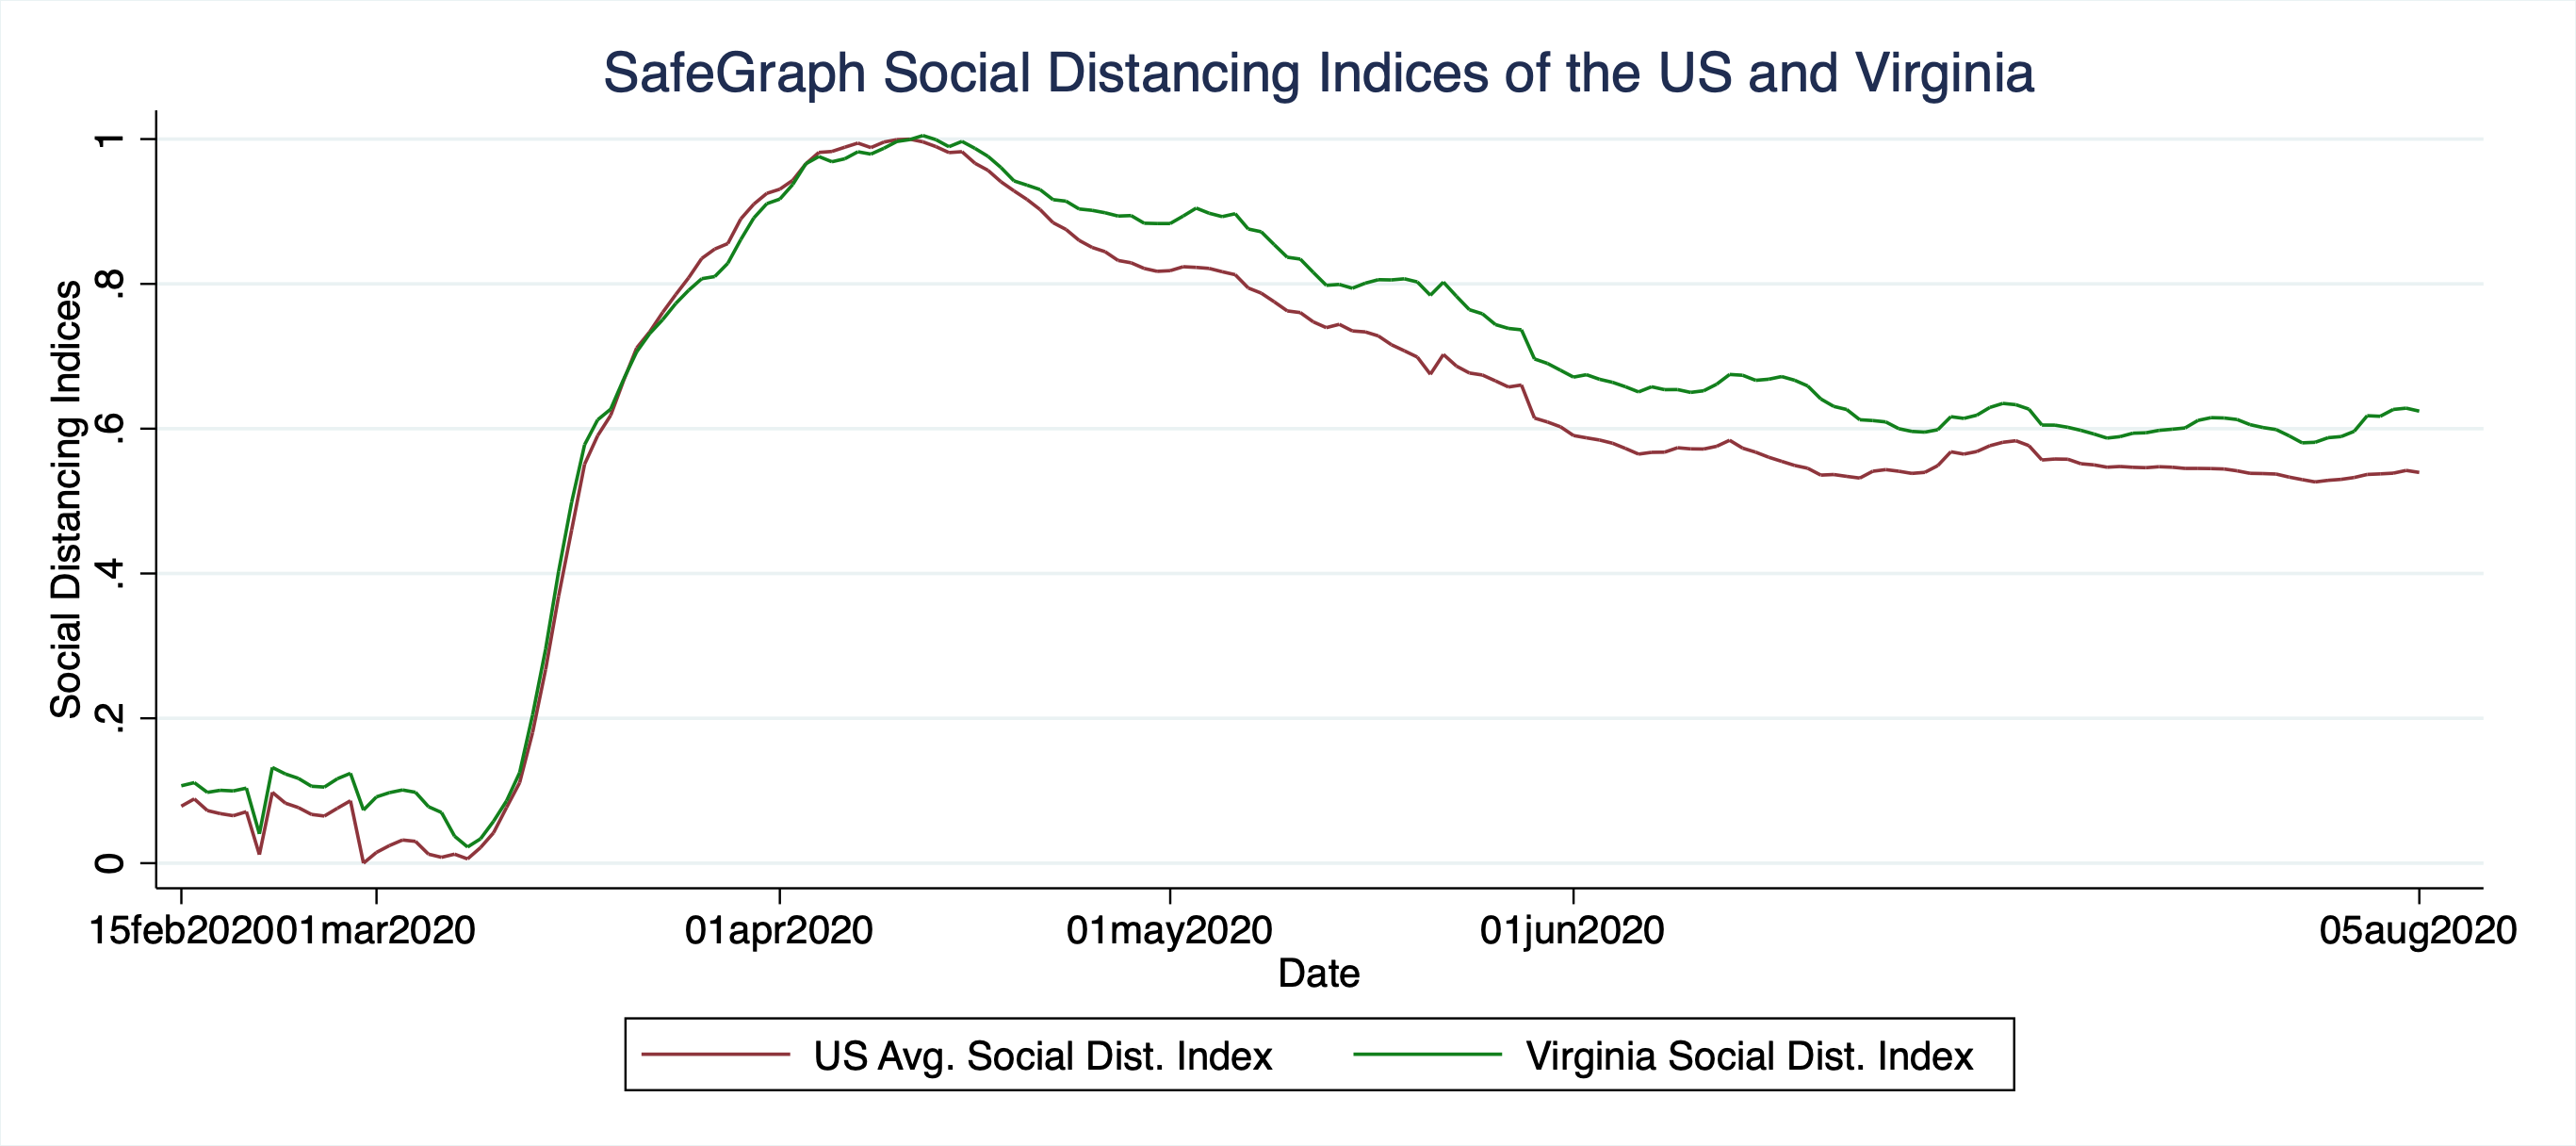 SafeGraph Social Distancing Indices of the US and Virginia
Social Distancing Indices
1
.8
.6
.4
.2
0
15feb2020 01mar2020 01apr2020 01may2020 01jun2020 05aug2020
Date
US Avg. Social Dist. Index Virginia Social Dist. Index